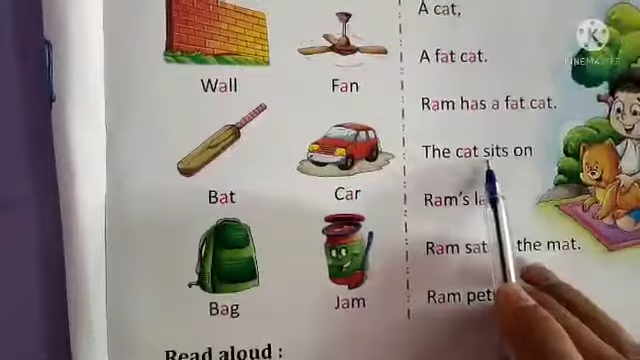 Wall
Fan
Bat
Car
Bag
Jam
Read aloud :
A cat,
A fat cat.
Ram has a fat cat.
The cat sits on
Ram's
Ram sat the mat.
Ram
KINEMASTER